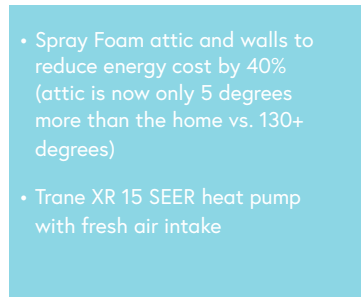 • Spray Foam attic and walls to
reduce energy cost by 40%
(attic is now only 5 degrees
more than the home vs. 130+
degrees)
• Trane XR 15 SEER heat pump
with fresh air intake